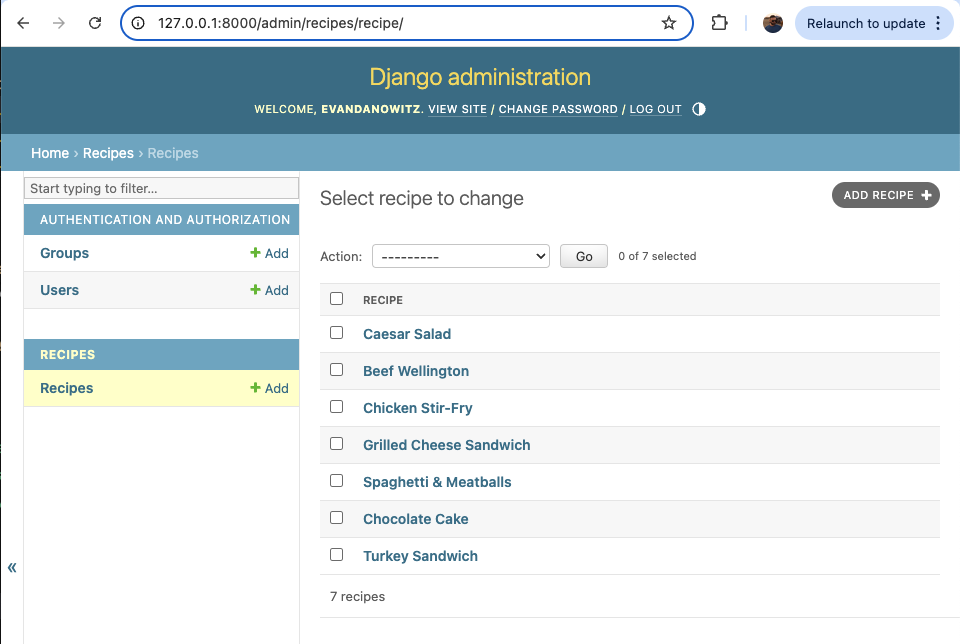 127.0.0.1:8000/admin/recipes/recipe/
Relaunch to update
Django administration
WELCOME, EVANDANOWITZ. VIEW SITE / CHANGE PASSWORD / LOG OUT
Home › Recipes › Recipes
Start typing to filter...
AUTHENTICATION AND AUTHORIZATION
Groups + Add
Users + Add
RECIPES
Recipes + Add
«
Select recipe to change
ADD RECIPE +
Action: --------- Go 0 of 7 selected
RECIPE
Caesar Salad
Beef Wellington
Chicken Stir-Fry
Grilled Cheese Sandwich
Spaghetti & Meatballs
Chocolate Cake
Turkey Sandwich
7 recipes